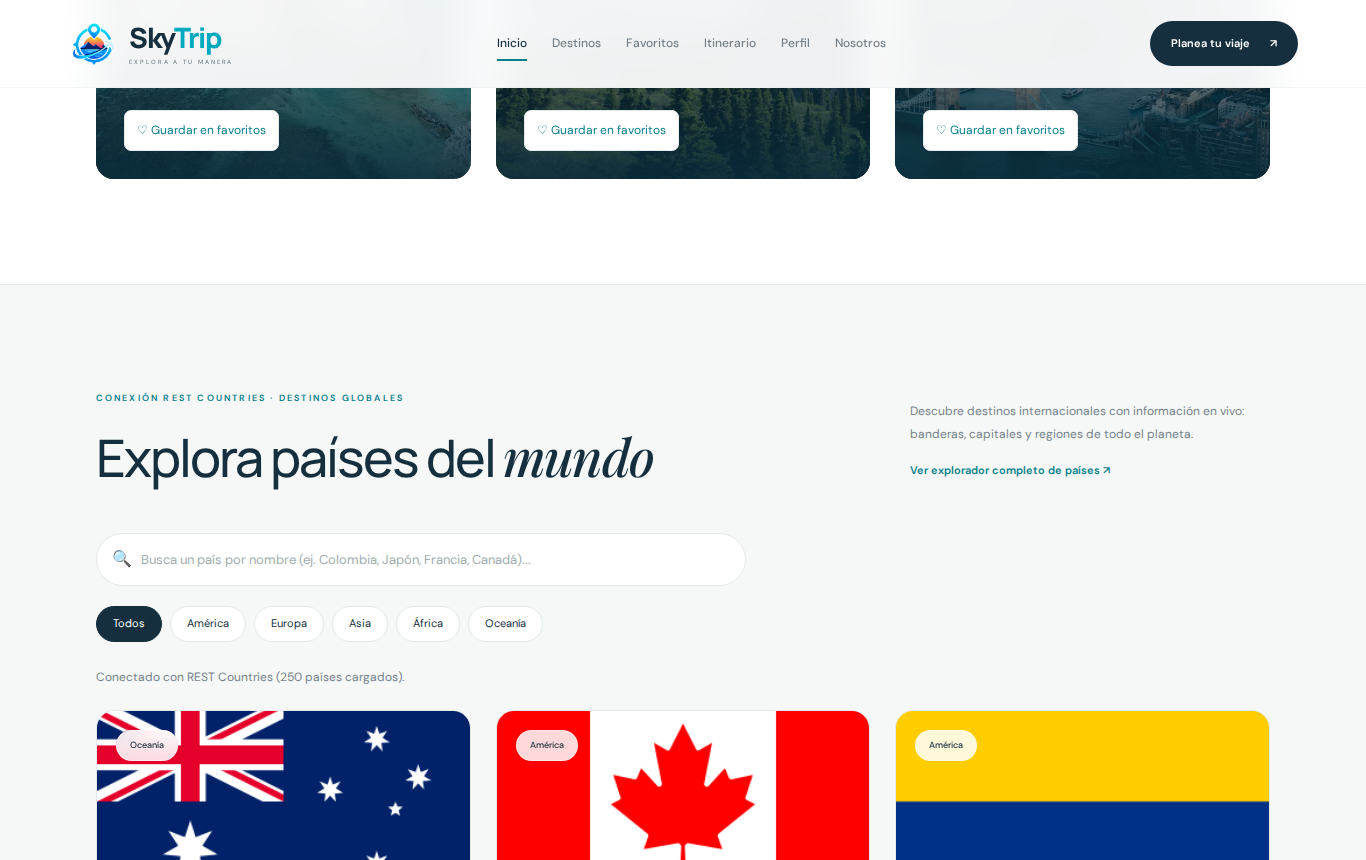 SkyTrip
EXPLORA A TU MANERA
Inicio Destinos Favoritos Itinerario Perfil Nosotros
Planea tu viaje ↗
♡ Guardar en favoritos
♡ Guardar en favoritos
♡ Guardar en favoritos
CONEXIÓN REST COUNTRIES · DESTINOS GLOBALES
Explora países del mundo
Descubre destinos internacionales con información en vivo:
banderas, capitales y regiones de todo el planeta.
Ver explorador completo de países ↗
Busca un país por nombre (ej. Colombia, Japón, Francia, Canadá)...
Todos América Europa Asia África Oceanía
Conectado con REST Countries (250 países cargados).
Oceanía
América
América